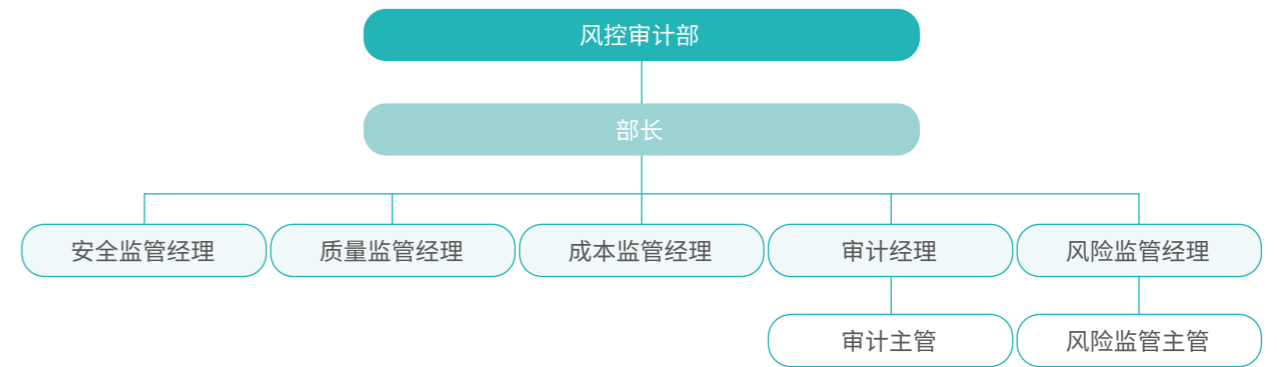 风控审计部
部长
安全监管经理
质量监管经理
成本监管经理
审计经理
风险监管经理
审计主管
风险监管主管